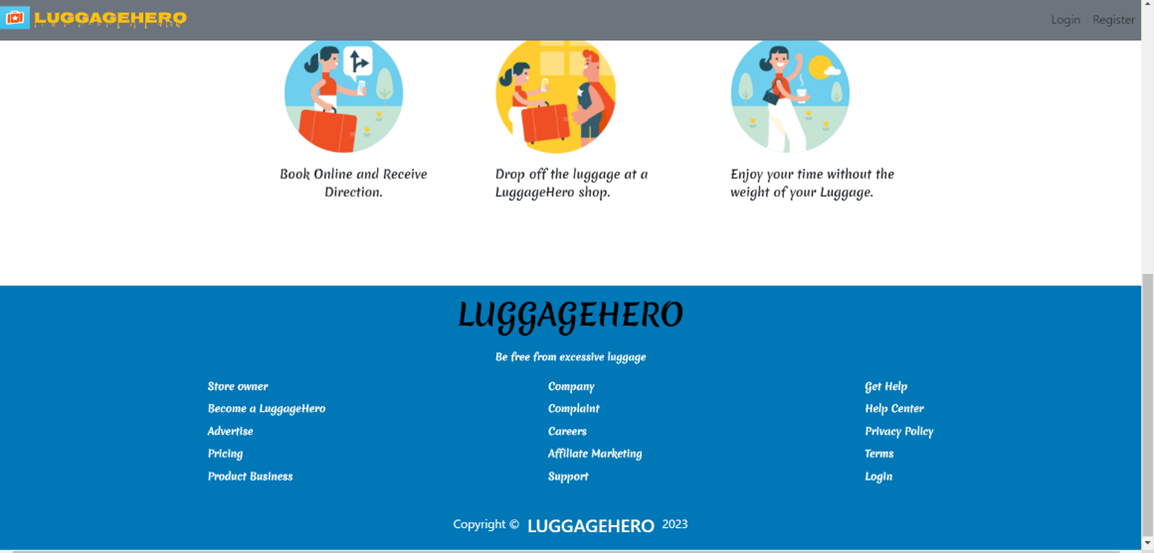 LUGGAGEHERO
Login Register
Book Online and Receive
Direction.
Drop off the luggage at a
LuggageHero shop.
Enjoy your time without the
weight of your Luggage.
LUGGAGEHERO
Be free from excessive luggage
Store owner
Become a LuggageHero
Advertise
Pricing
Product Business
Company
Complaint
Careers
Affiliate Marketing
Support
Get Help
Help Center
Privacy Policy
Terms
Login
Copyright © LUGGAGEHERO 2023